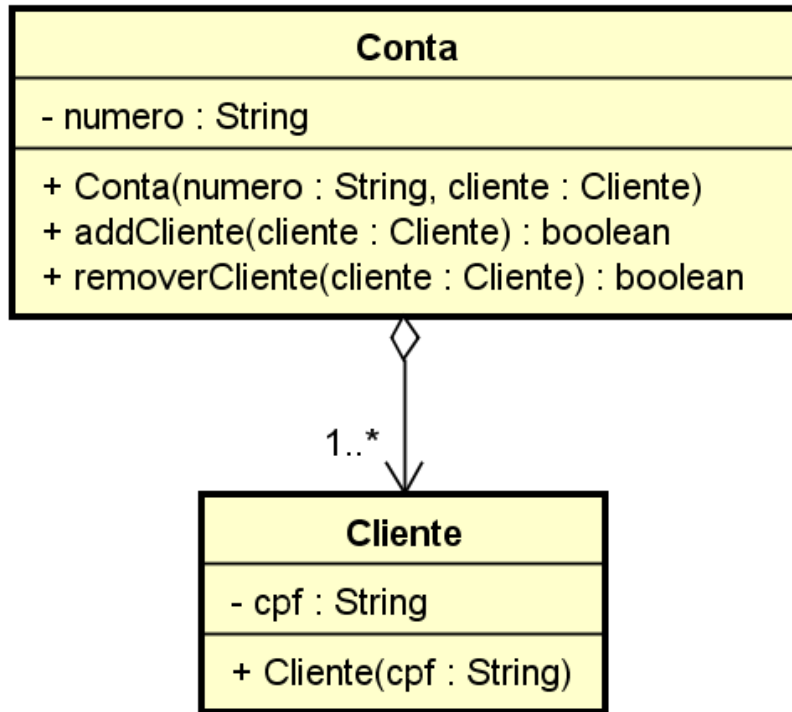 Conta
- numero : String
+ Conta(numero : String, cliente : Cliente)
+ addCliente(cliente : Cliente) : boolean
+ removerCliente(cliente : Cliente) : boolean
1..*
Cliente
- cpf : String
+ Cliente(cpf : String)